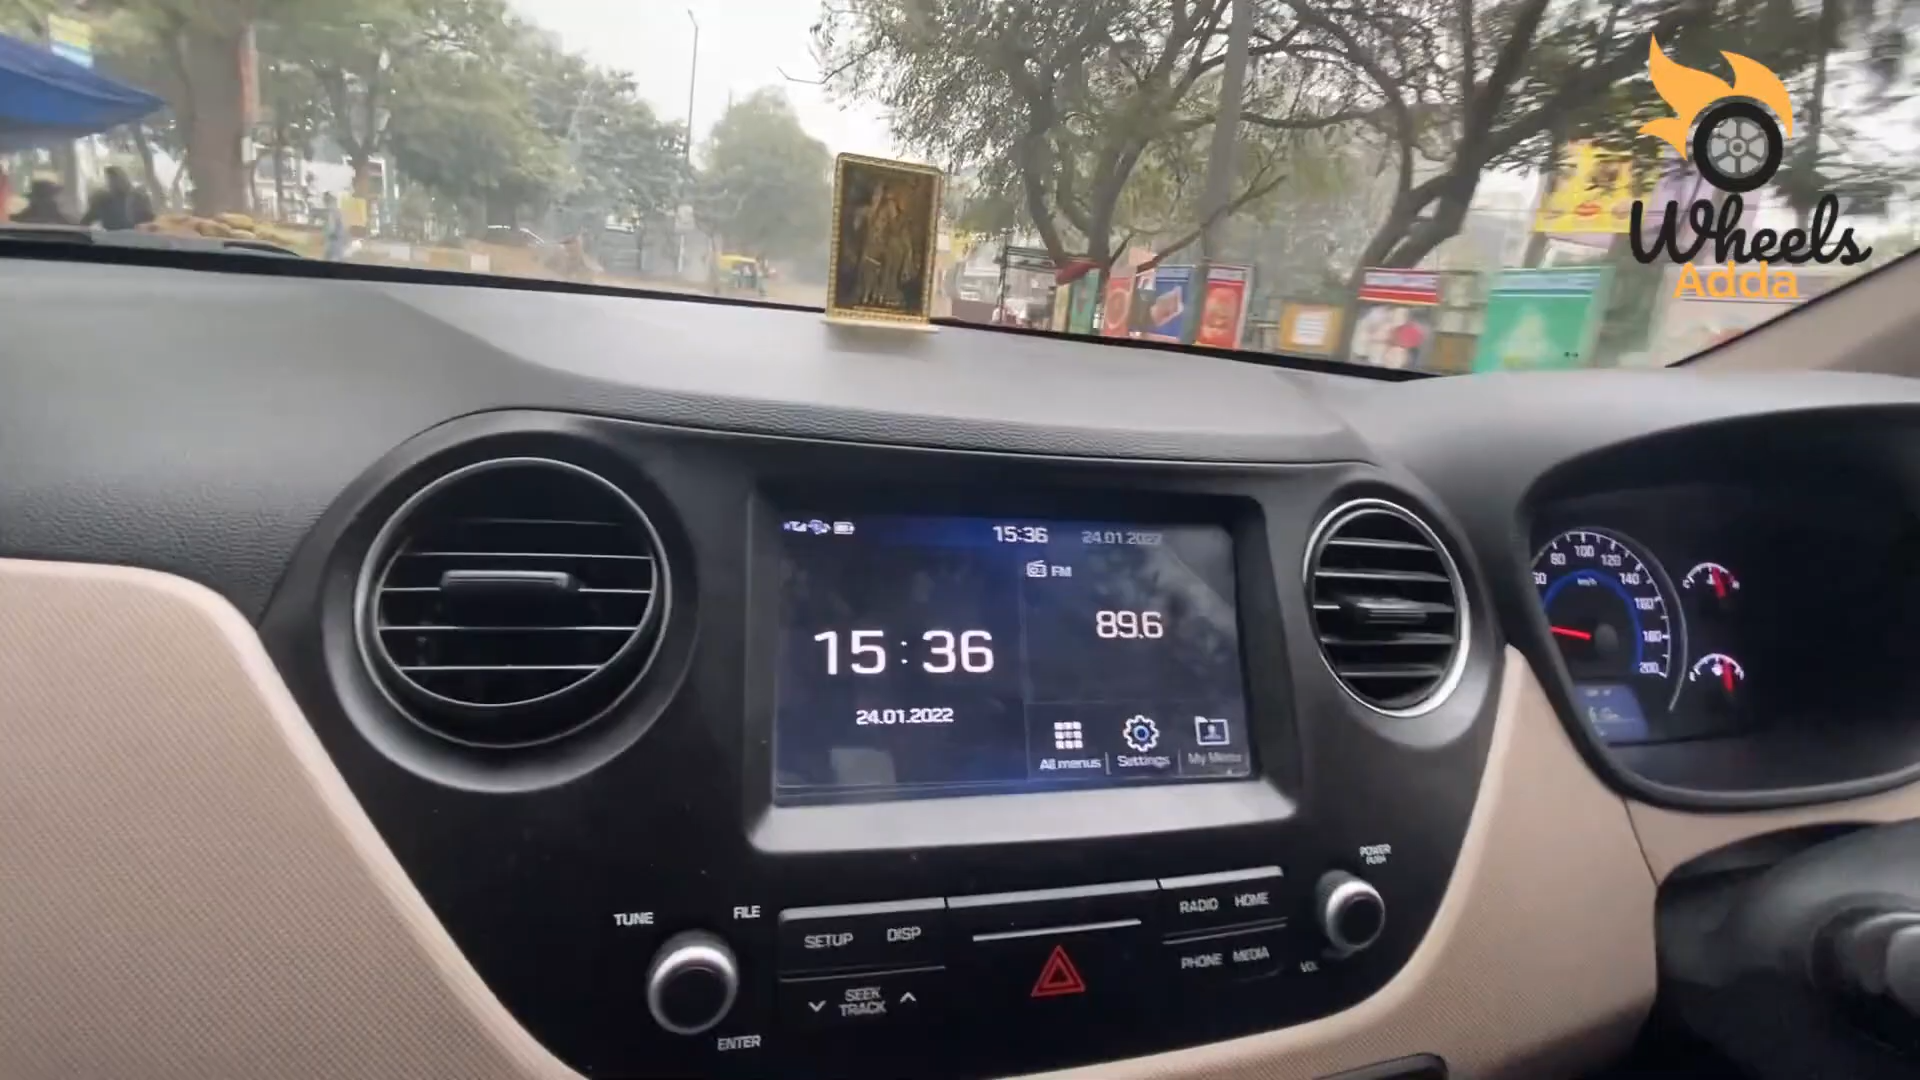 Wheels
Adda
15:36
24.01.2022
FM
89.6
15:36
24.01.2022
All menus
Settings
My Menu
80
100
120
140
160
180
200
km/h
POWER
PUSH
TUNE
FILE
SETUP
DISP
RADIO
HOME
PHONE
MEDIA
VOL
SEEK
TRACK
ENTER